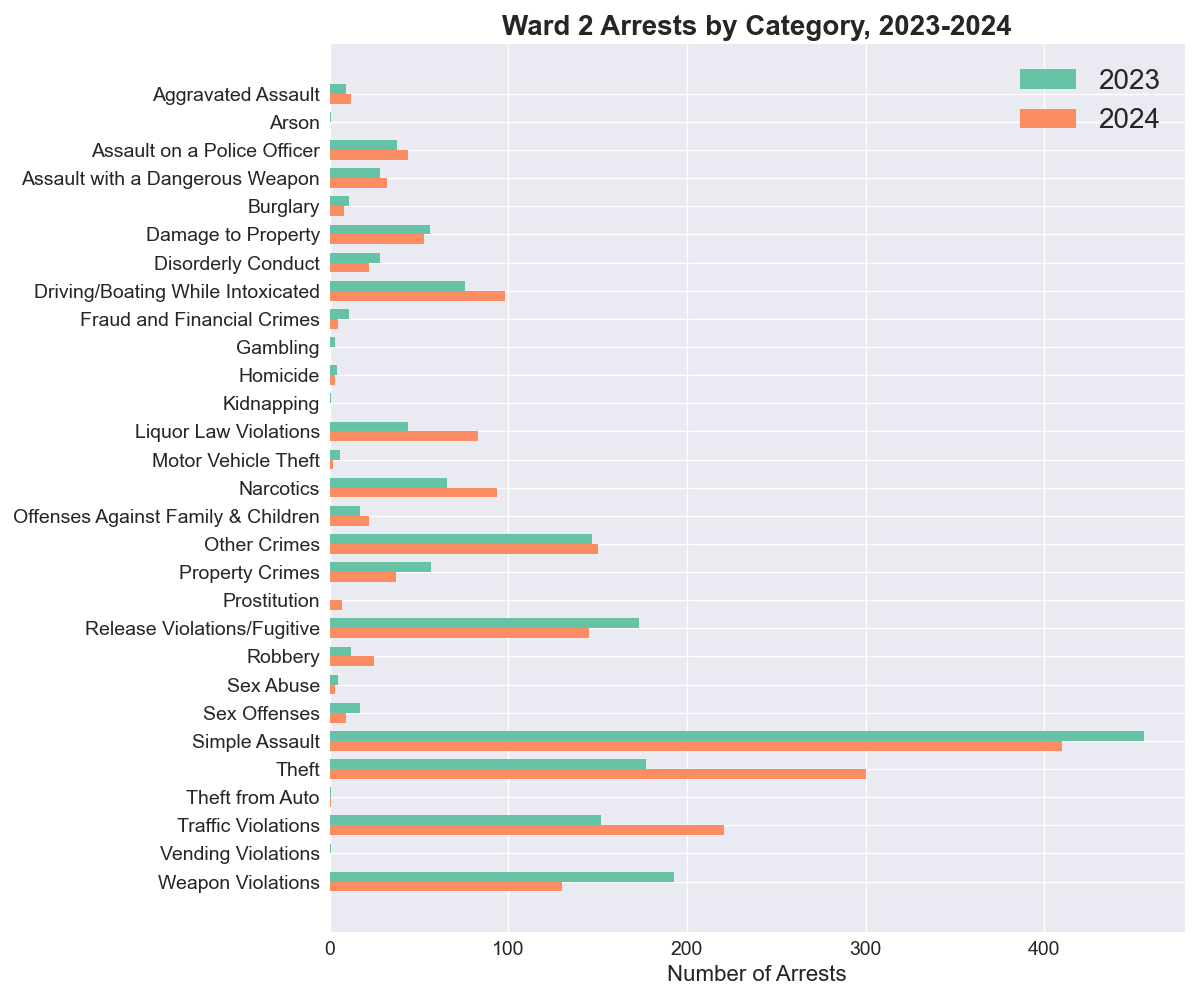 Ward 2 Arrests by Category, 2023-2024
2023
2024
Aggravated Assault
Arson
Assault on a Police Officer
Assault with a Dangerous Weapon
Burglary
Damage to Property
Disorderly Conduct
Driving/Boating While Intoxicated
Fraud and Financial Crimes
Gambling
Homicide
Kidnapping
Liquor Law Violations
Motor Vehicle Theft
Narcotics
Offenses Against Family & Children
Other Crimes
Property Crimes
Prostitution
Release Violations/Fugitive
Robbery
Sex Abuse
Sex Offenses
Simple Assault
Theft
Theft from Auto
Traffic Violations
Vending Violations
Weapon Violations
0 100 200 300 400
Number of Arrests